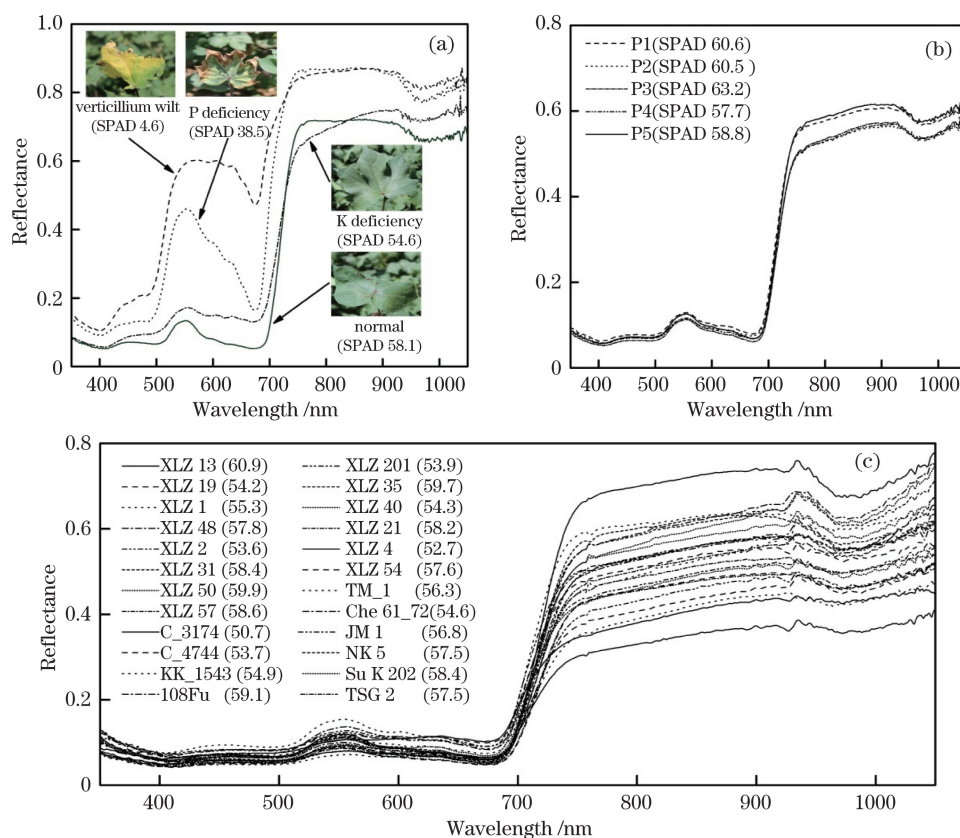 (a)
1.0
0.8
0.6
0.4
0.2
0
Reflectance
400 500 600 700 800 900 1000
Wavelength /nm
verticillium wilt
(SPAD 4.6)
P deficiency
(SPAD 38.5)
K deficiency
(SPAD 54.6)
normal
(SPAD 58.1)
(b)
0.8
0.6
0.4
0.2
0
Reflectance
400 500 600 700 800 900 1000
Wavelength /nm
P1(SPAD 60.6)
P2(SPAD 60.5 )
P3(SPAD 63.2)
P4(SPAD 57.7)
P5(SPAD 58.8)
(c)
0.8
0.6
0.4
0.2
0
Reflectance
400 500 600 700 800 900 1000
Wavelength /nm
XLZ 13 (60.9)
XLZ 19 (54.2)
XLZ 1 (55.3)
XLZ 48 (57.8)
XLZ 2 (53.6)
XLZ 31 (58.4)
XLZ 50 (59.9)
XLZ 57 (58.6)
C_3174 (50.7)
C_4744 (53.7)
KK_1543 (54.9)
108Fu (59.1)
XLZ 201 (53.9)
XLZ 35 (59.7)
XLZ 40 (54.3)
XLZ 21 (58.2)
XLZ 4 (52.7)
XLZ 54 (57.6)
TM_1 (56.3)
Che 61_72(54.6)
JM 1 (56.8)
NK 5 (57.5)
Su K 202 (58.4)
TSG 2 (57.5)